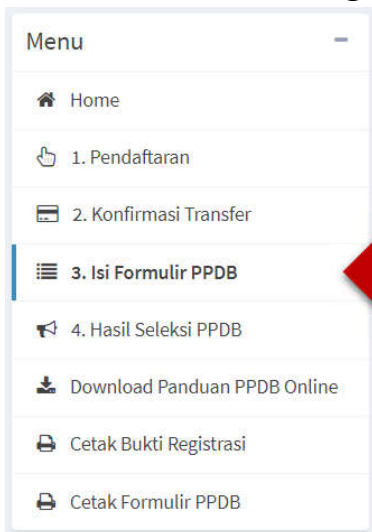 Menu
Home
1. Pendaftaran
2. Konfirmasi Transfer
3. Isi Formulir PPDB
4. Hasil Seleksi PPDB
Download Panduan PPDB Online
Cetak Bukti Registrasi
Cetak Formulir PPDB